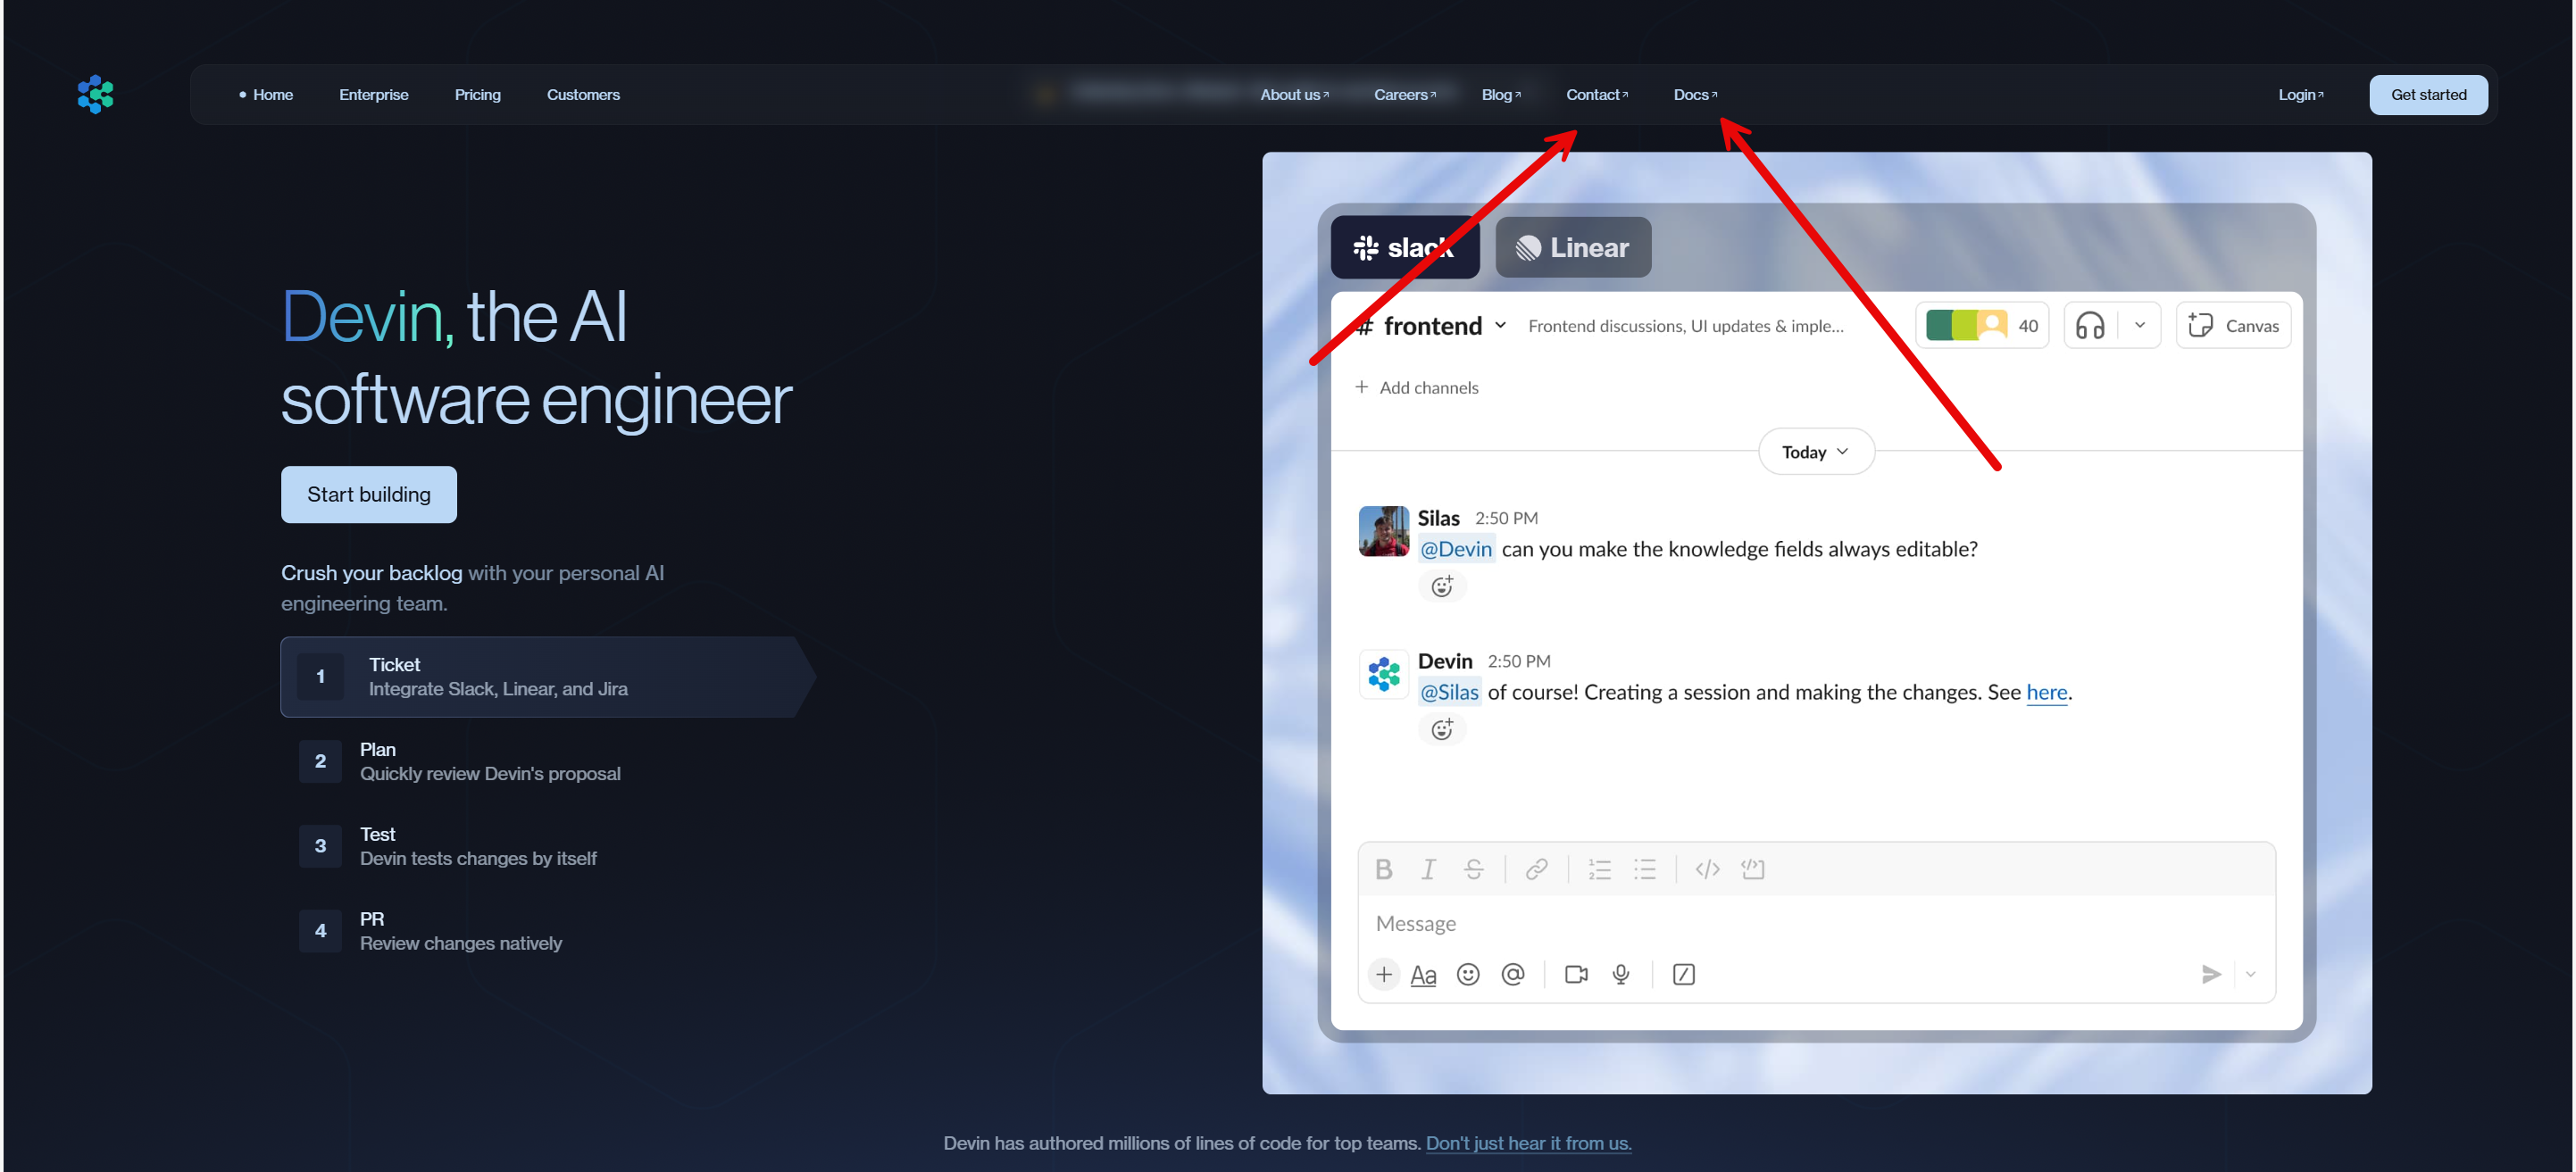 Home Enterprise Pricing Customers About us↗ Careers↗ Blog↗ Contact↗ Docs↗ Login↗ Get started
Devin, the AI
software engineer
Start building
Crush your backlog with your personal AI
engineering team.
1
Ticket
Integrate Slack, Linear, and Jira
2
Plan
Quickly review Devin's proposal
3
Test
Devin tests changes by itself
4
PR
Review changes natively
slack Linear
# frontend Frontend discussions, UI updates & imple... 40 Canvas
+ Add channels
Today
Silas 2:50 PM
@Devin can you make the knowledge fields always editable?
Devin 2:50 PM
@Silas of course! Creating a session and making the changes. See here.
Message
Aa
Devin has authored millions of lines of code for top teams. Don't just hear it from us.